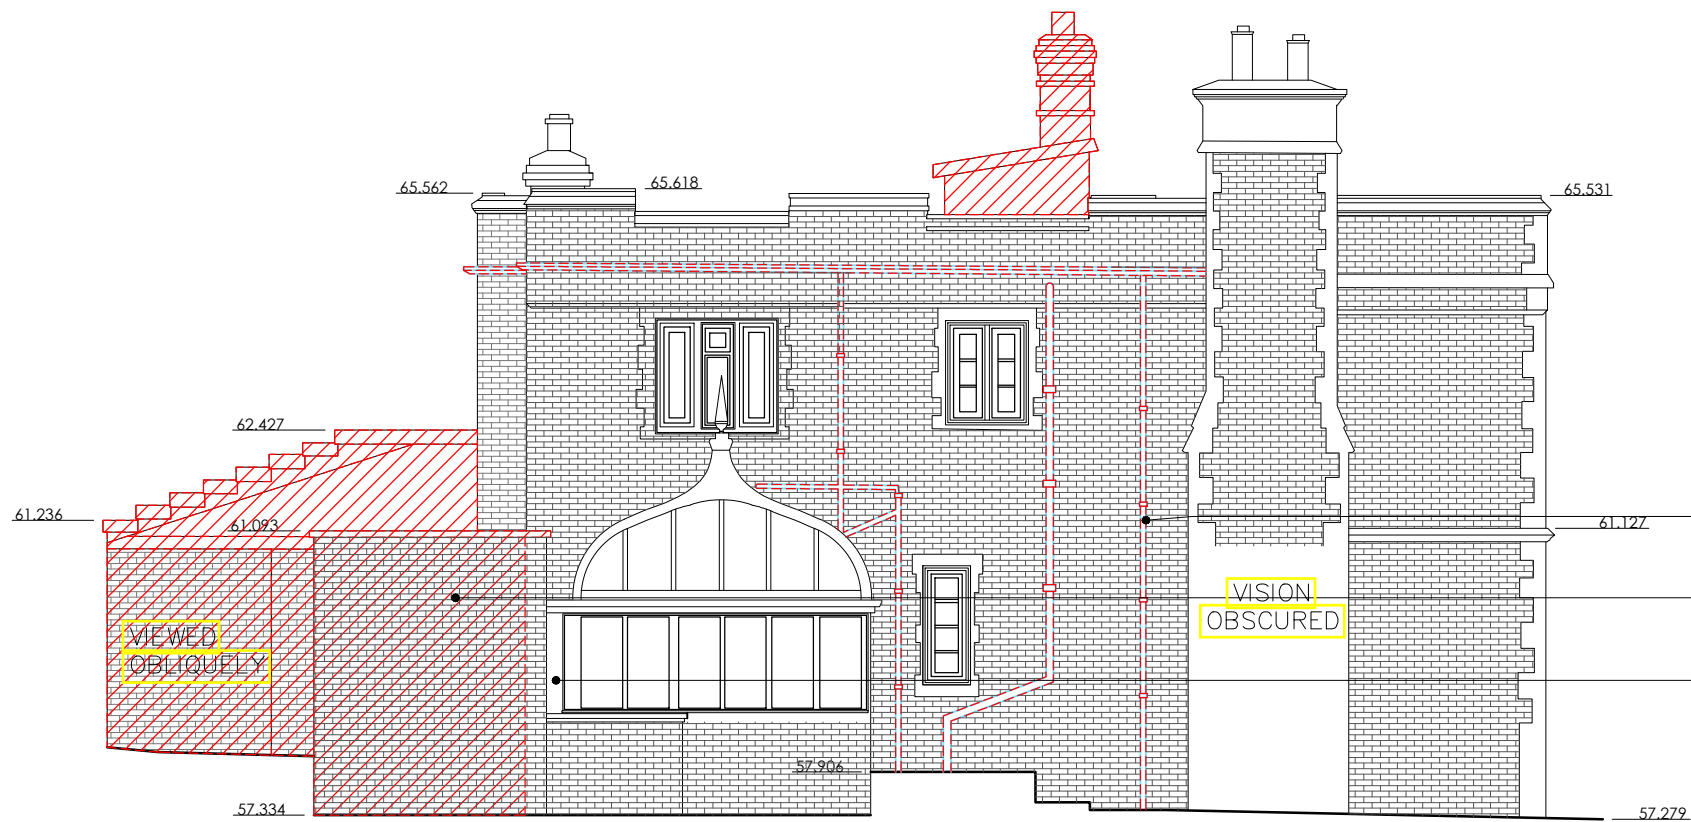 65.562
65.618
65.531
62.427
61.236
61.093
61.127
VISION
OBSCURED
VIEWED
OBLIQUELY
57.906
57.334
57.279